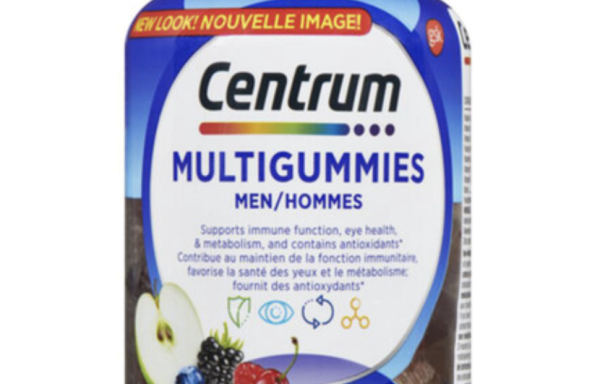 NEW LOOK! NOUVELLE IMAGE!
gsk
Centrum
MULTIGUMMIES
MEN/HOMMES
Supports immune function, eye health,
& metabolism, and contains antioxidants*
Contribue au maintien de la fonction immunitaire,
favorise la santé des yeux et le métabolisme;
fournit des antioxydants*